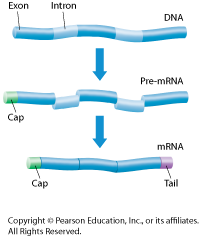 Exon Intron DNA
Pre-mRNA
Cap
mRNA
Cap Tail
Copyright © Pearson Education, Inc., or its affiliates.
All Rights Reserved.